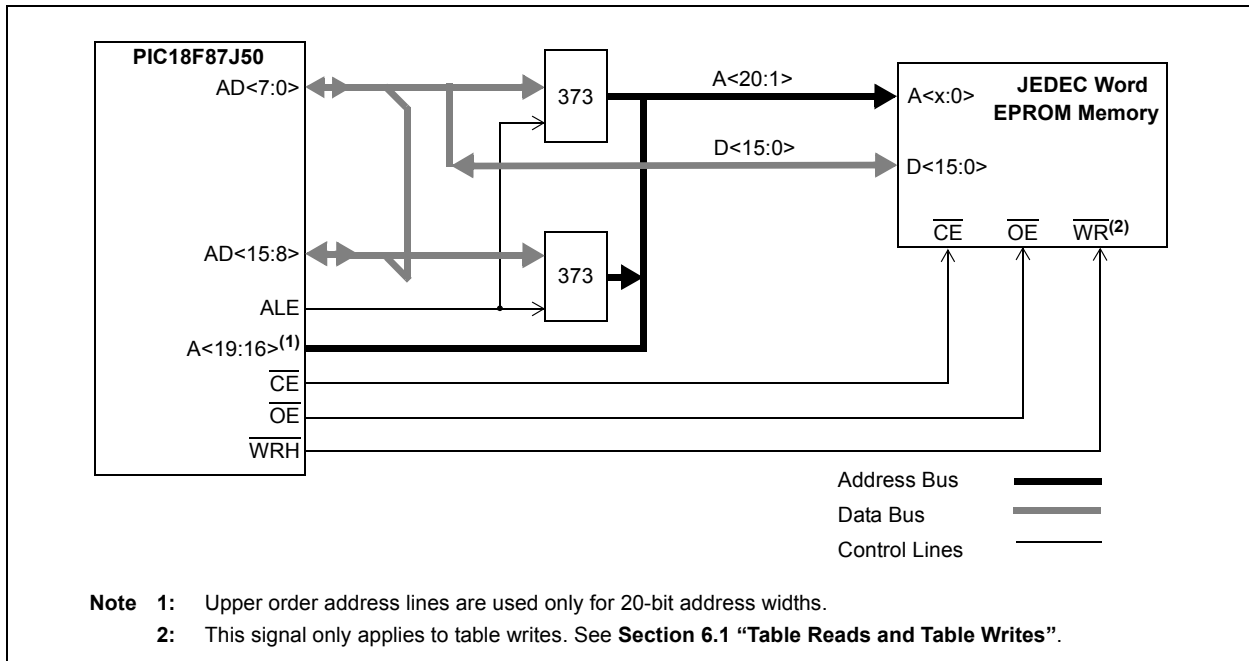 PIC18F87J50
AD<7:0>
373
A<20:1>
A<x:0>
JEDEC Word
EPROM Memory
D<15:0>
D<15:0>
CE
OE
WR(2)
AD<15:8>
373
ALE
A<19:16>(1)
CE
OE
WRH
Address Bus
Data Bus
Control Lines
Note 1: Upper order address lines are used only for 20-bit address widths.
2: This signal only applies to table writes. See Section 6.1 “Table Reads and Table Writes”.